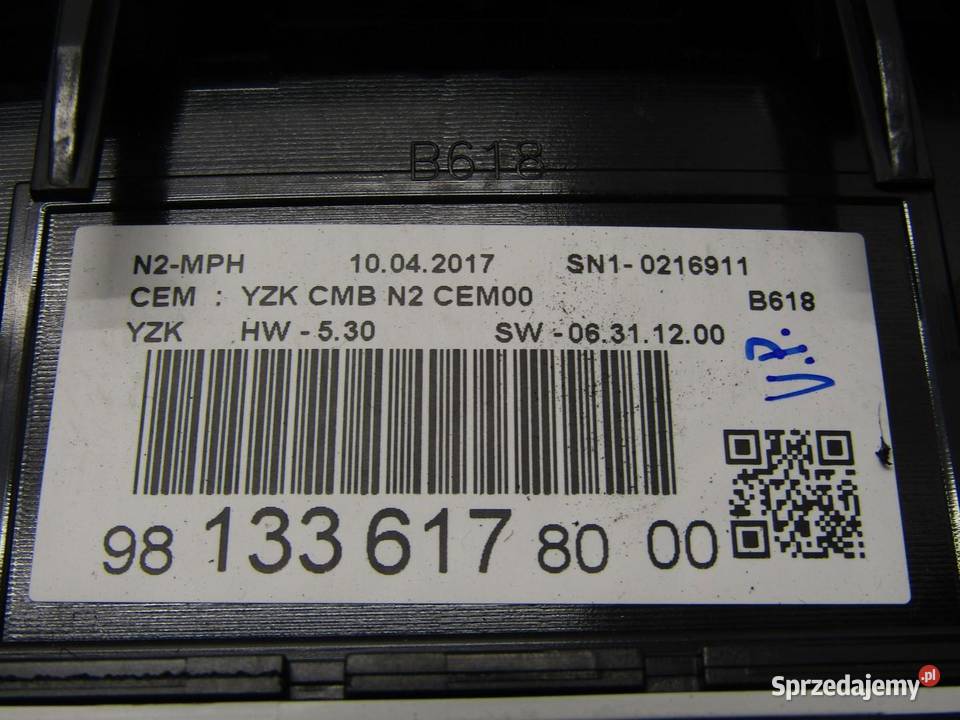 B618
N2-MPH 10.04.2017 SN1- 0216911
CEM : YZK CMB N2 CEM00 B618
YZK HW - 5.30 SW - 06.31.12.00
V.P.
98 133 617 80 00
Sprzedajemy.pl